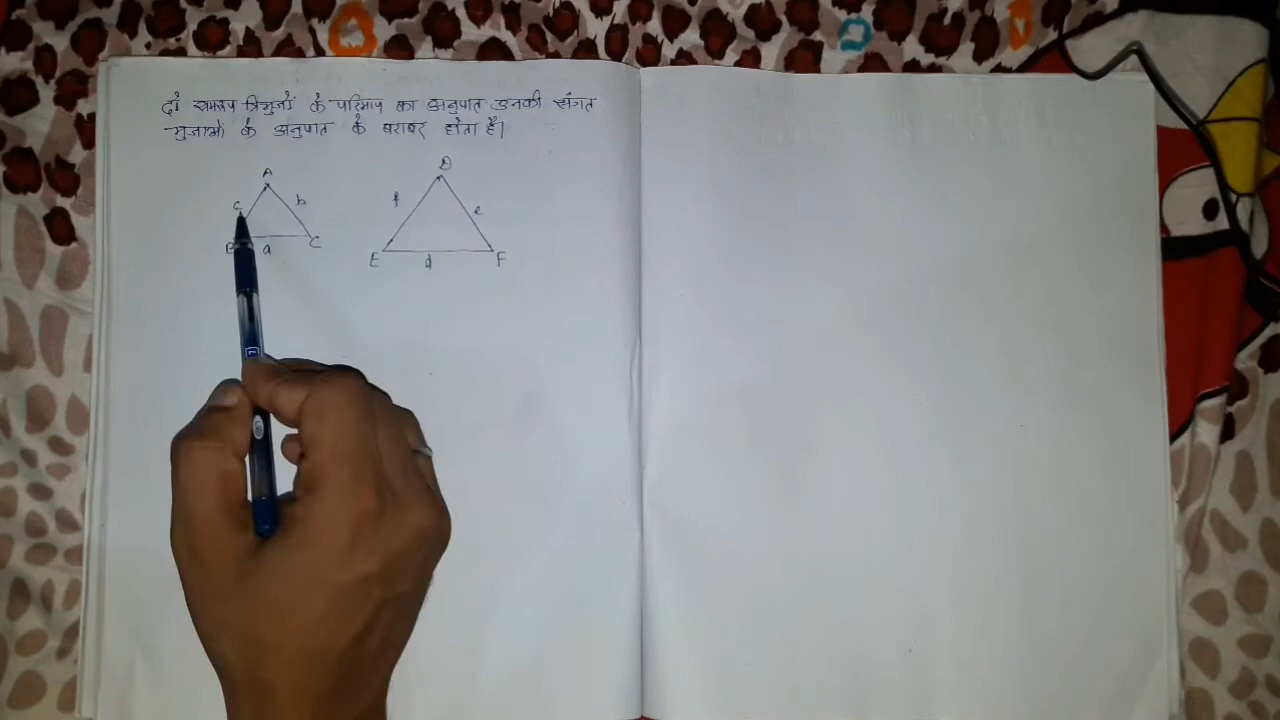 दो समरूप त्रिभुजों के परिमाप का अनुपात उनकी संगत
भुजाओं के अनुपात के बराबर होता है।
A
D
c
b
f
e
B
a
C
E
d
F